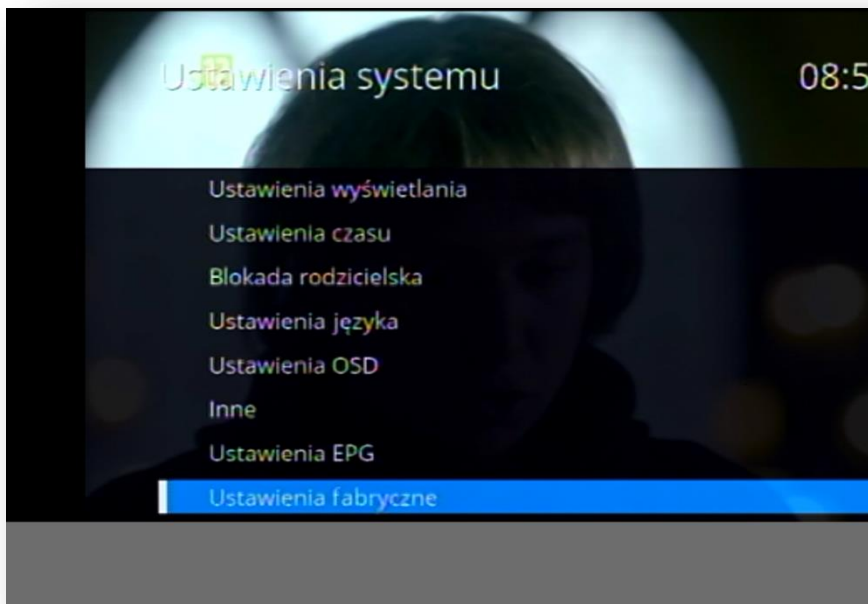 Ustawienia systemu
08:5
Ustawienia wyświetlania
Ustawienia czasu
Blokada rodzicielska
Ustawienia języka
Ustawienia OSD
Inne
Ustawienia EPG
Ustawienia fabryczne